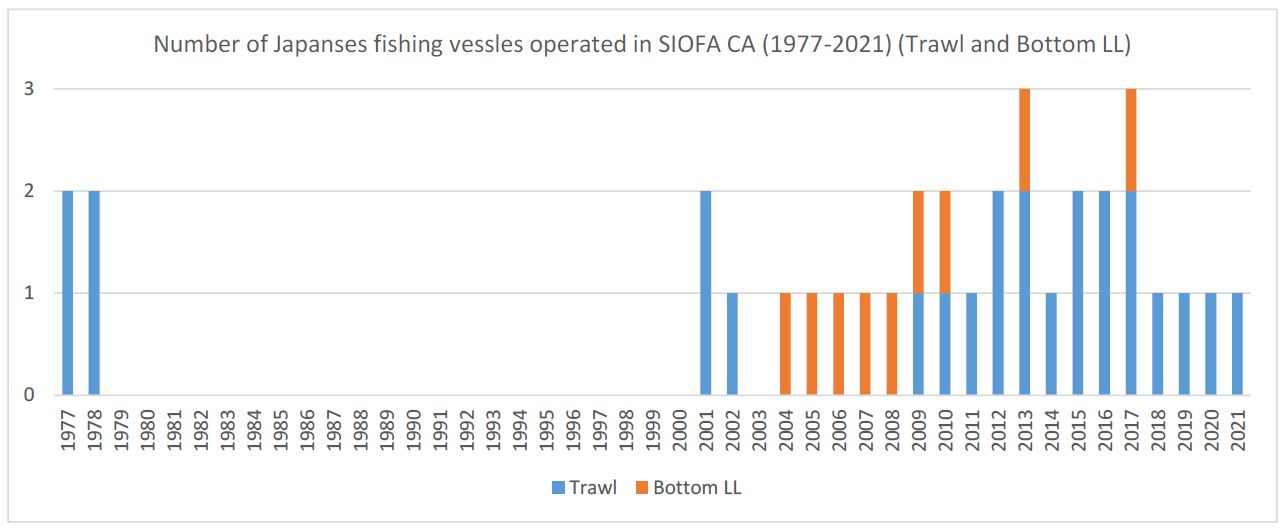 Number of Japanses fishing vessles operated in SIOFA CA (1977-2021) (Trawl and Bottom LL)
3
2
1
0
1977 1978 1979 1980 1981 1982 1983 1984 1985 1986 1987 1988 1989 1990 1991 1992 1993 1994 1995 1996 1997 1998 1999 2000 2001 2002 2003 2004 2005 2006 2007 2008 2009 2010 2011 2012 2013 2014 2015 2016 2017 2018 2019 2020 2021
Trawl Bottom LL